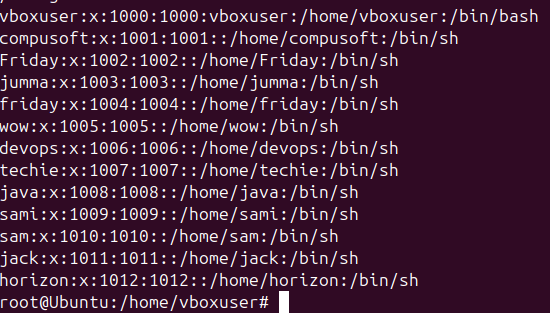 vboxuser:x:1000:1000:vboxuser:/home/vboxuser:/bin/bash
compusoft:x:1001:1001::/home/compusoft:/bin/sh
Friday:x:1002:1002::/home/Friday:/bin/sh
jumma:x:1003:1003::/home/jumma:/bin/sh
friday:x:1004:1004::/home/friday:/bin/sh
wow:x:1005:1005::/home/wow:/bin/sh
devops:x:1006:1006::/home/devops:/bin/sh
techie:x:1007:1007::/home/techie:/bin/sh
java:x:1008:1008::/home/java:/bin/sh
sami:x:1009:1009::/home/sami:/bin/sh
sam:x:1010:1010::/home/sam:/bin/sh
jack:x:1011:1011::/home/jack:/bin/sh
horizon:x:1012:1012::/home/horizon:/bin/sh
root@Ubuntu:/home/vboxuser#